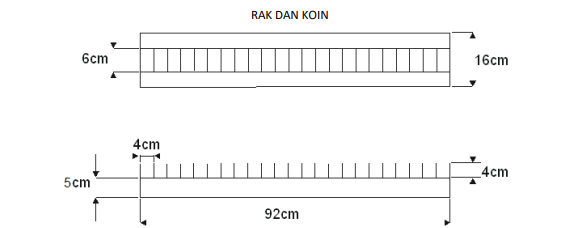 RAK DAN KOIN
6cm
16cm
4cm
4cm
5cm
92cm